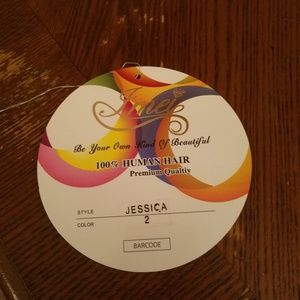 Be Your Own Kind Of Beautiful
100% HUMAN HAIR
Premium Qualtiy
STYLE JESSICA
COLOR 2
BARCODE